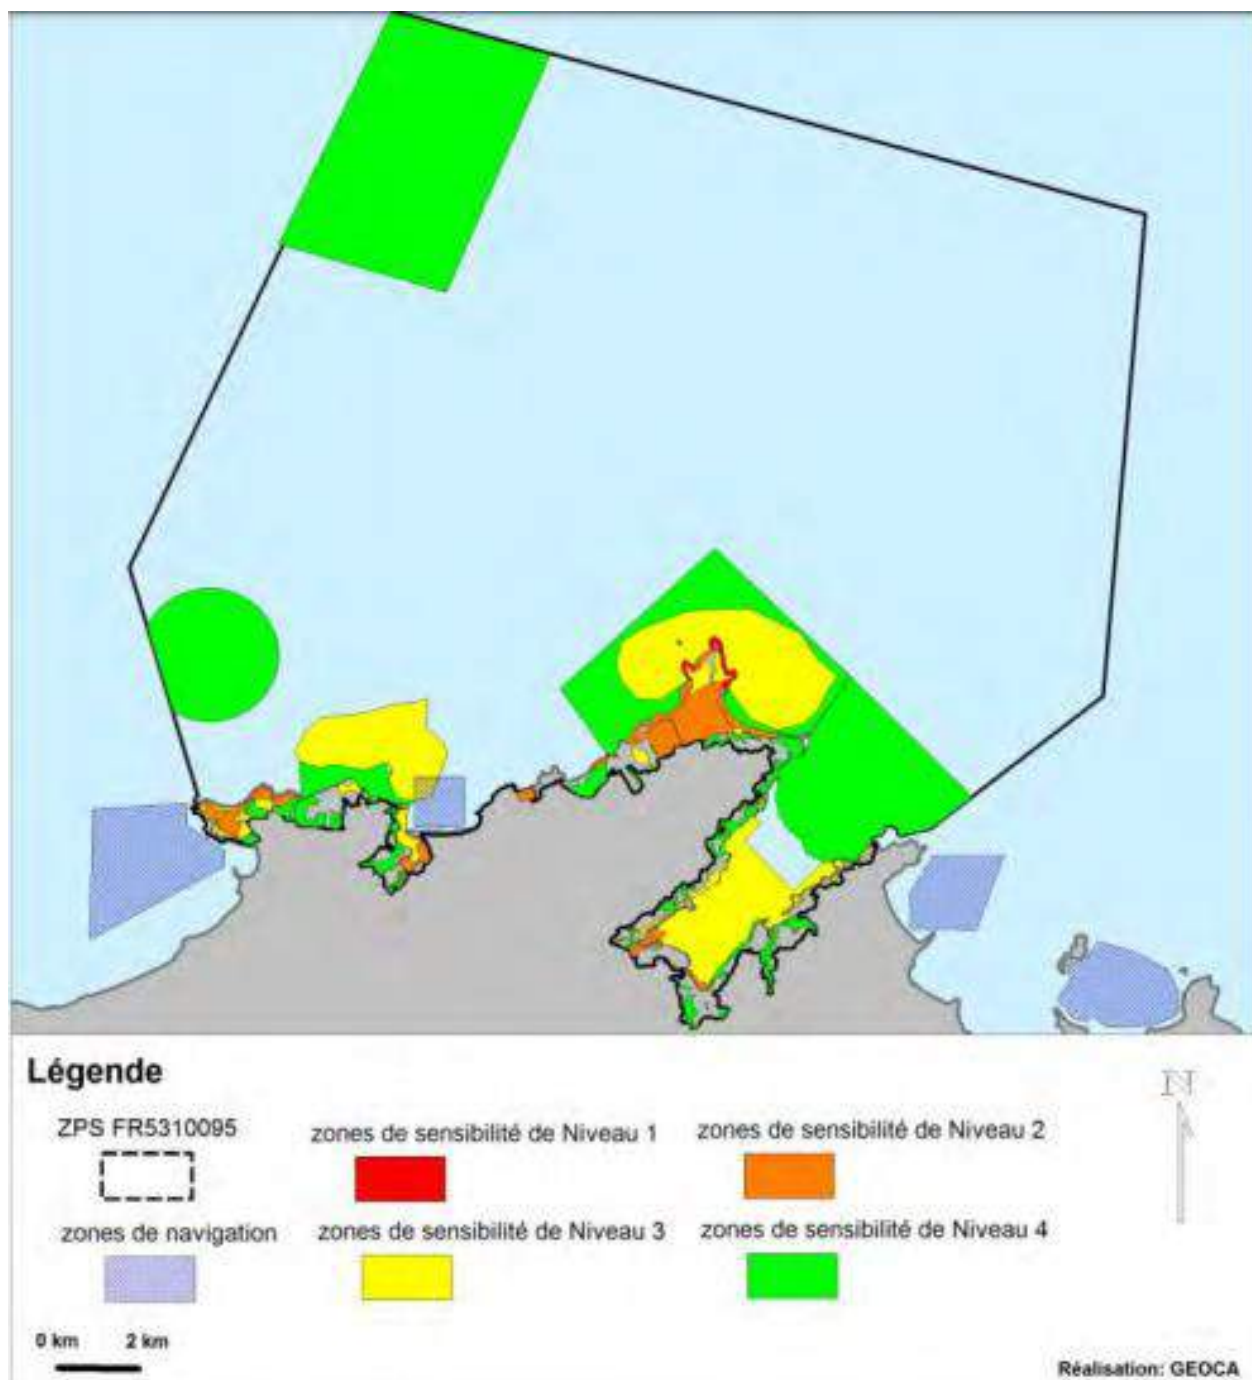 Légende
N
ZPS FR5310095
zones de sensibilité de Niveau 1
zones de sensibilité de Niveau 2
zones de navigation
zones de sensibilité de Niveau 3
zones de sensibilité de Niveau 4
0 km 2 km
Réalisation: GEOCA